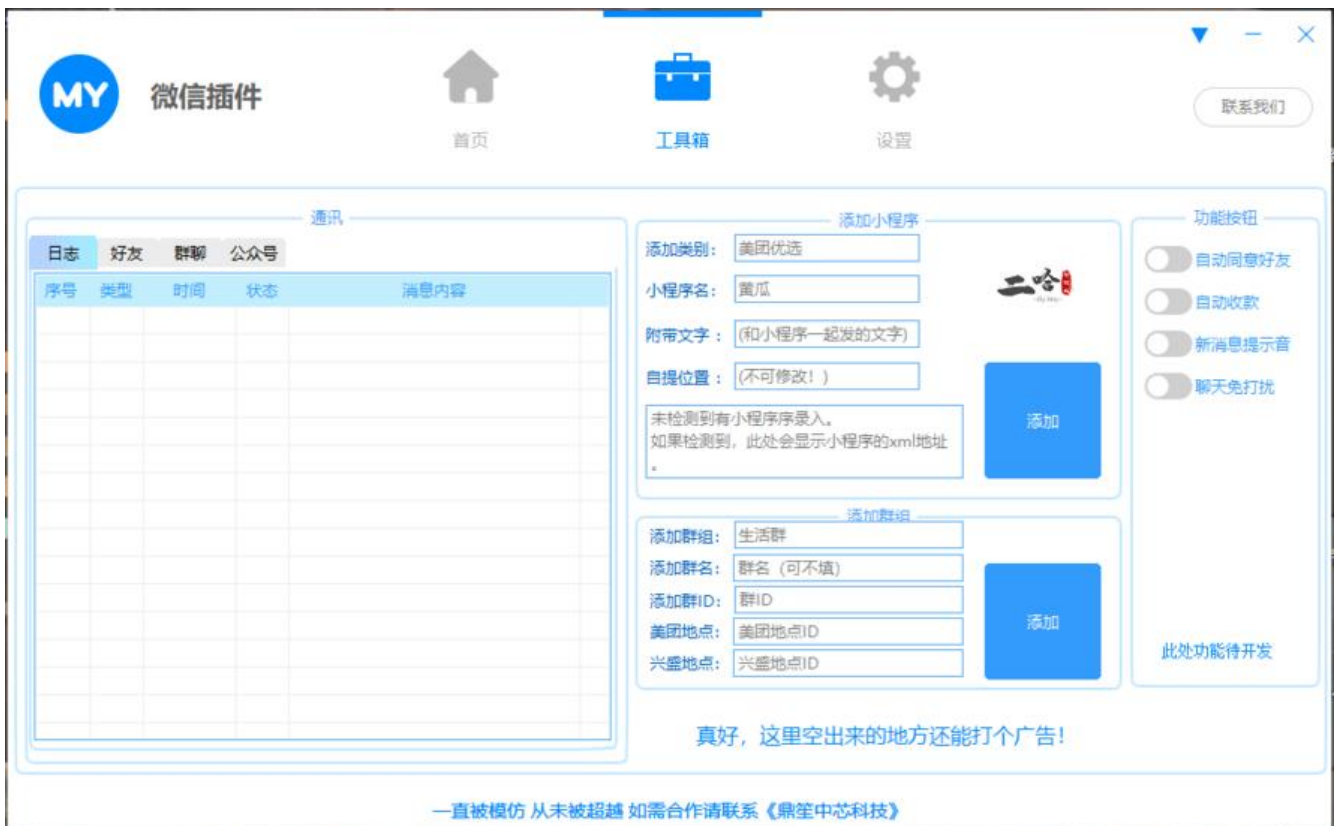 MY
微信插件
首页
工具箱
设置
联系我们
通讯
日志 好友 群聊 公众号
序号 类型 时间 状态 消息内容
添加小程序
添加类别: 美团优选
小程序名: 黄瓜
附带文字: (和小程序一起发的文字)
自提位置: (不可修改! )
未检测到有小程序序录入。
如果检测到，此处会显示小程序的xml地址
。
二哈
添加
添加群组
添加群组: 生活群
添加群名: 群名（可不填）
添加群ID: 群ID
美团地点: 美团地点ID
兴盛地点: 兴盛地点ID
添加
功能按钮
自动同意好友
自动收款
新消息提示音
聊天免打扰
此处功能待开发
真好，这里空出来的地方还能打个广告!
一直被模仿 从未被超越 如需合作请联系《鼎笙中芯科技》